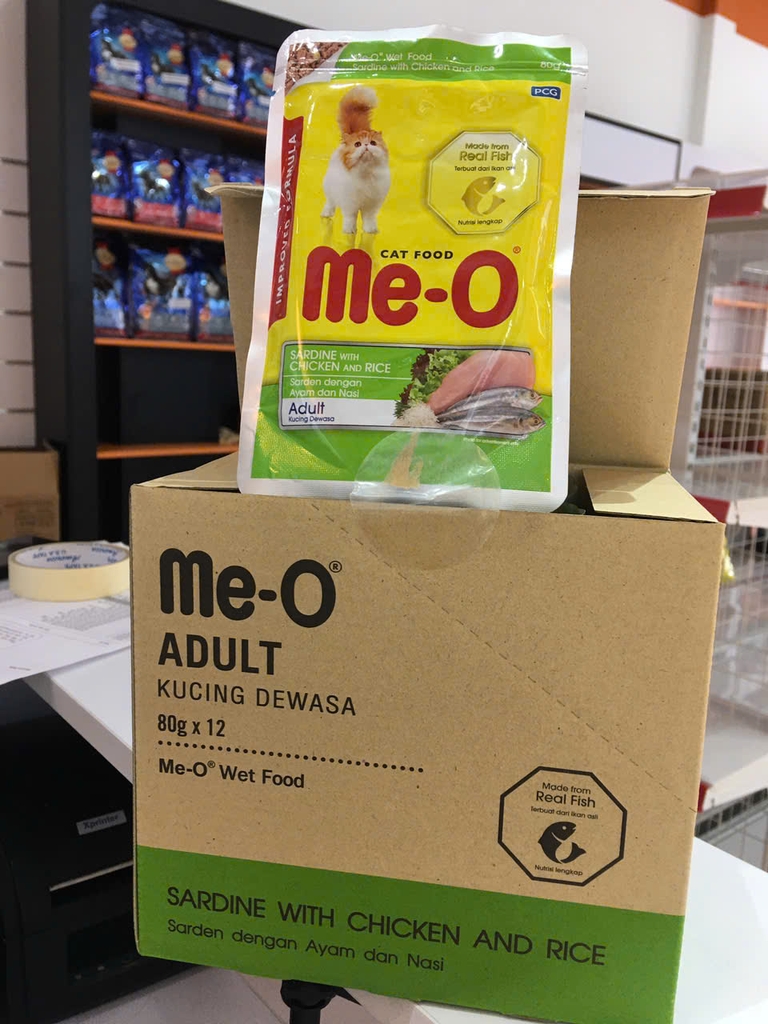 Me-O® Wet Food
Sardine with Chicken and Rice
80g
PCG
IMPROVED FORMULA
Made from
Real Fish
Terbuat dari ikan asli
Nutrisi lengkap
CAT FOOD
Me-O®
SARDINE WITH
CHICKEN AND RICE
Sarden dengan
Ayam dan Nasi
Adult
Kucing Dewasa
Me-O®
ADULT
KUCING DEWASA
80g x 12
Me-O® Wet Food
Made from
Real Fish
Terbuat dari ikan asli
Nutrisi lengkap
SARDINE WITH CHICKEN AND RICE
Sarden dengan Ayam dan Nasi
Xprinter